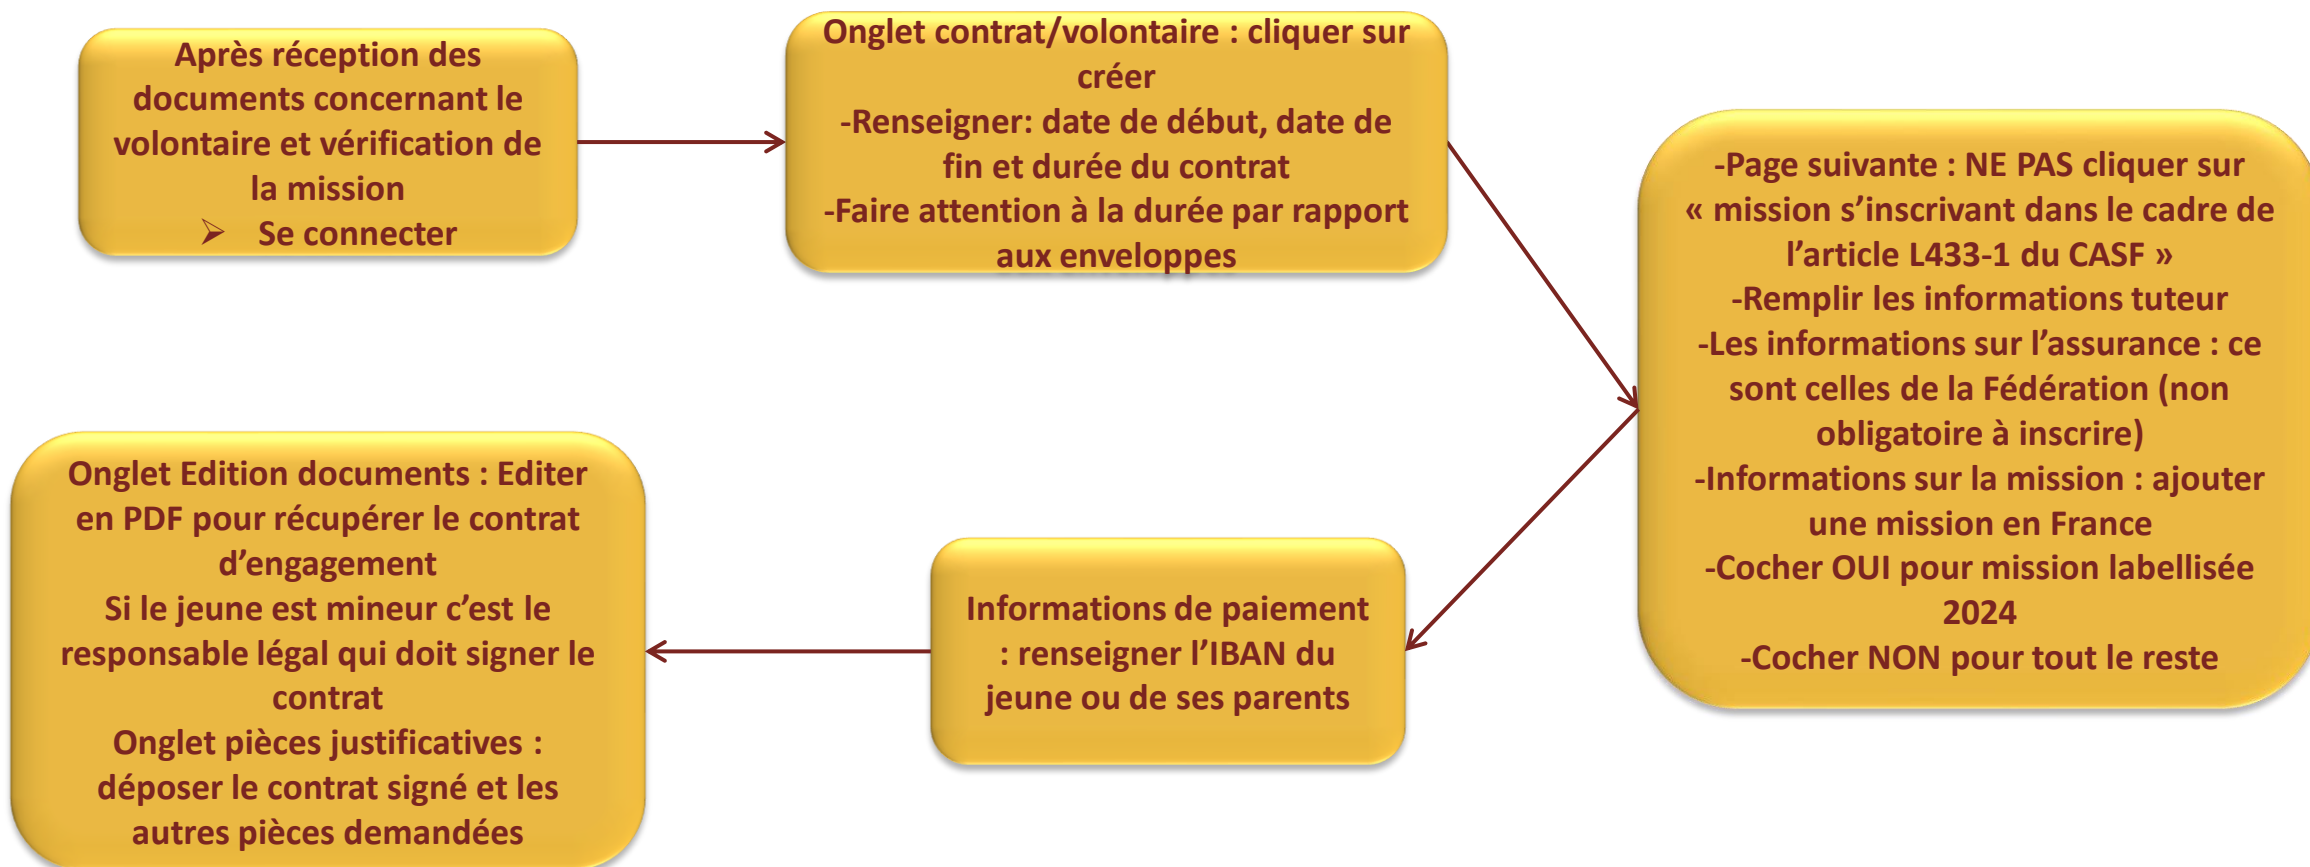 Après réception des
documents concernant le
volontaire et vérification de
la mission
➢ Se connecter
Onglet contrat/volontaire : cliquer sur
créer
-Renseigner: date de début, date de
fin et durée du contrat
-Faire attention à la durée par rapport
aux enveloppes
-Page suivante : NE PAS cliquer sur
« mission s’inscrivant dans le cadre de
l’article L433-1 du CASF »
-Remplir les informations tuteur
-Les informations sur l’assurance : ce
sont celles de la Fédération (non
obligatoire à inscrire)
-Informations sur la mission : ajouter
une mission en France
-Cocher OUI pour mission labellisée
2024
-Cocher NON pour tout le reste
Informations de paiement
: renseigner l’IBAN du
jeune ou de ses parents
Onglet Edition documents : Editer
en PDF pour récupérer le contrat
d’engagement
Si le jeune est mineur c’est le
responsable légal qui doit signer le
contrat
Onglet pièces justificatives :
déposer le contrat signé et les
autres pièces demandées